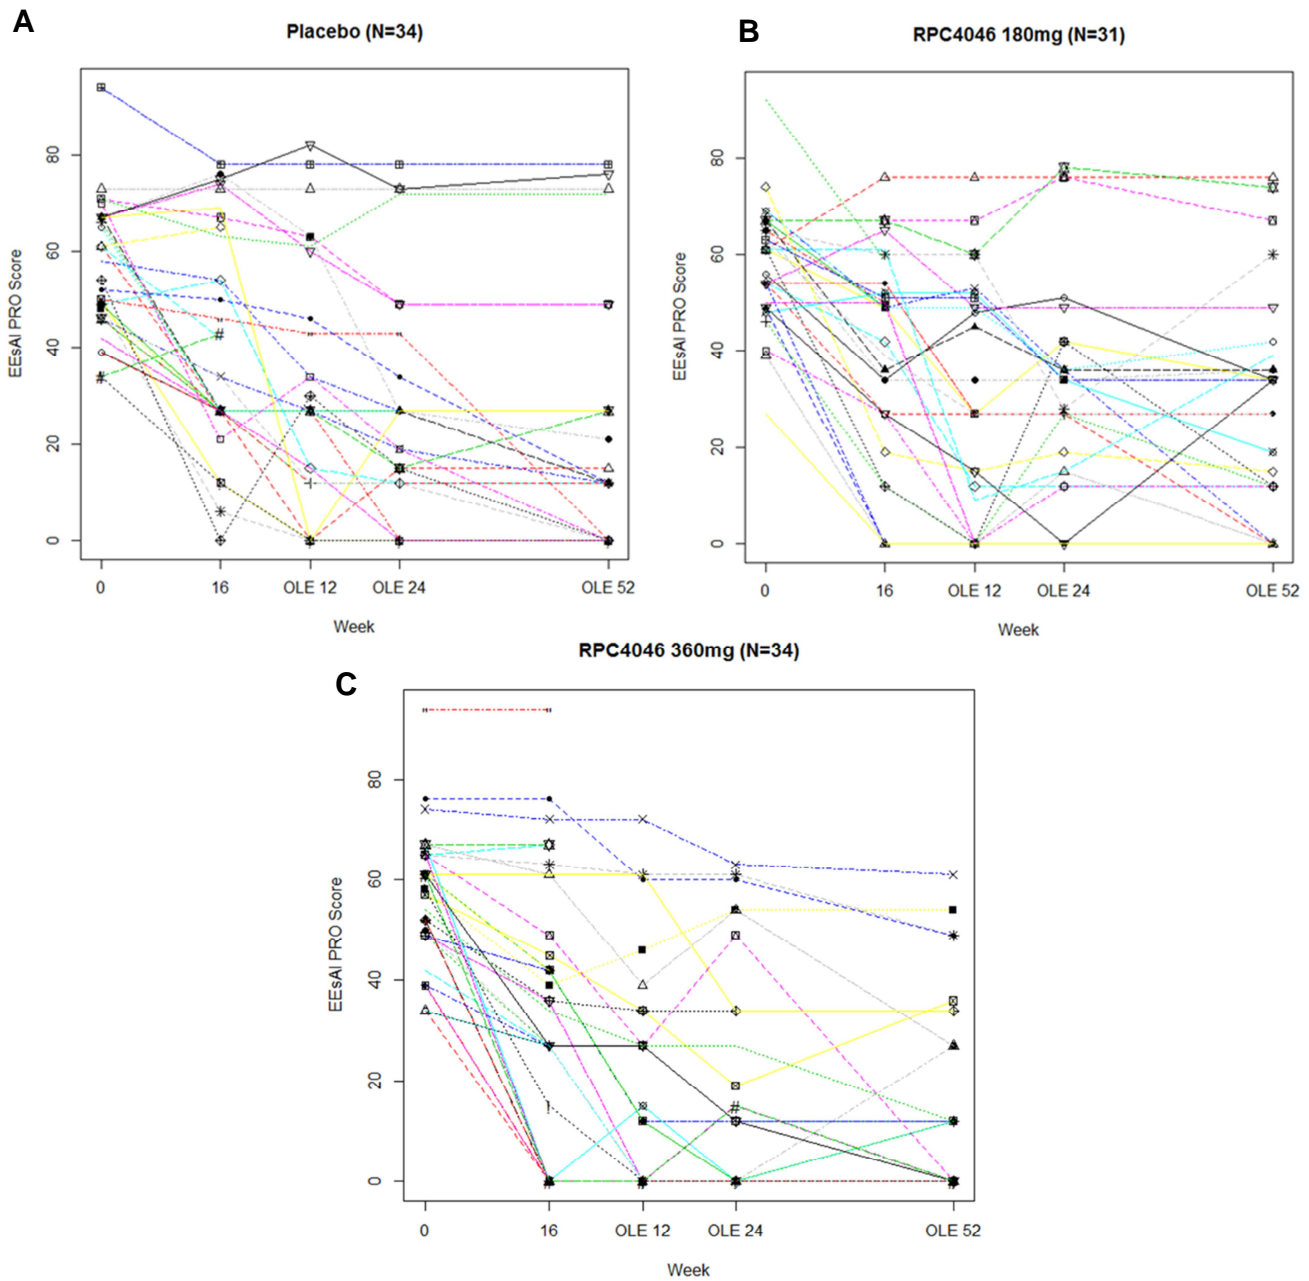 A
Placebo (N=34)
EEsAI PRO Score
80
60
40
20
0
0 16 OLE 12 OLE 24 OLE 52
Week
B
RPC4046 180mg (N=31)
EEsAI PRO Score
80
60
40
20
0
0 16 OLE 12 OLE 24 OLE 52
Week
C
RPC4046 360mg (N=34)
EEsAI PRO Score
80
60
40
20
0
0 16 OLE 12 OLE 24 OLE 52
Week